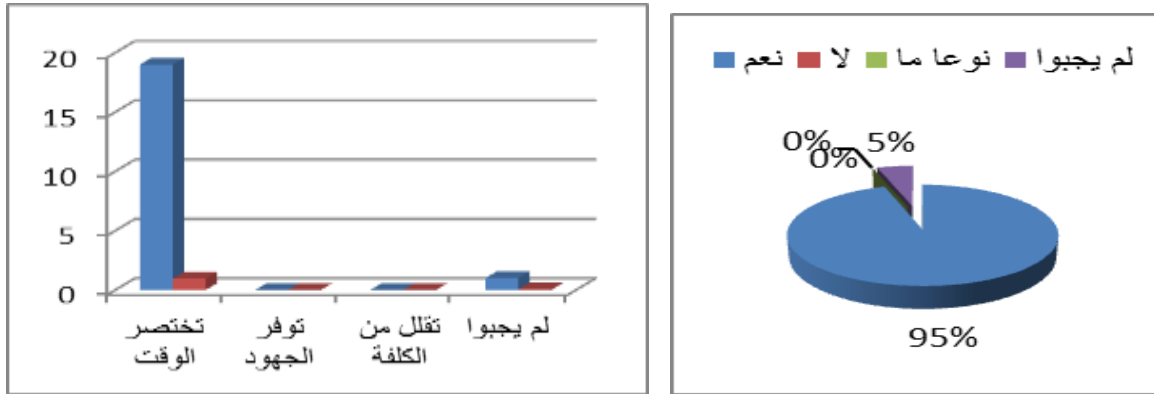 20
15
10
5
0
تختصر
الوقت
توفر
الجهود
تقلل من
الكلفة
لم يجبوا
نعم لا نوعا ما لم يجبوا
0%
0%
5%
95%